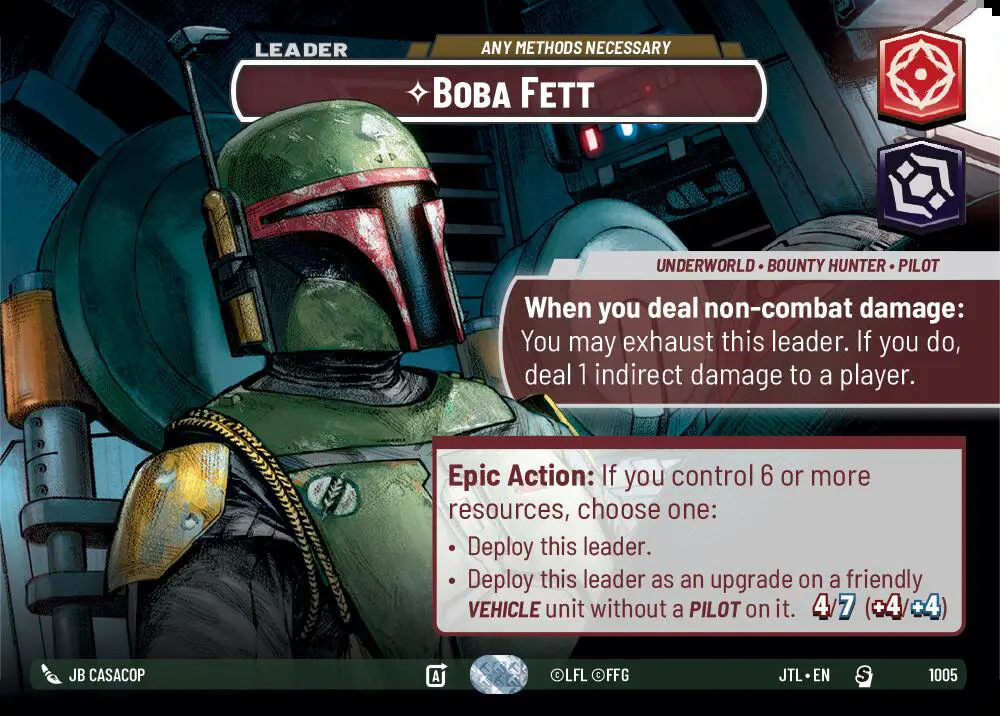 LEADER
ANY METHODS NECESSARY
BOBA FETT
UNDERWORLD • BOUNTY HUNTER • PILOT
When you deal non-combat damage:
You may exhaust this leader. If you do,
deal 1 indirect damage to a player.
Epic Action: If you control 6 or more
resources, choose one:
• Deploy this leader.
• Deploy this leader as an upgrade on a friendly
VEHICLE unit without a PILOT on it. 4/7 (+4/+4)
JB CASACOP
A
©LFL ©FFG
JTL • EN
S
1005